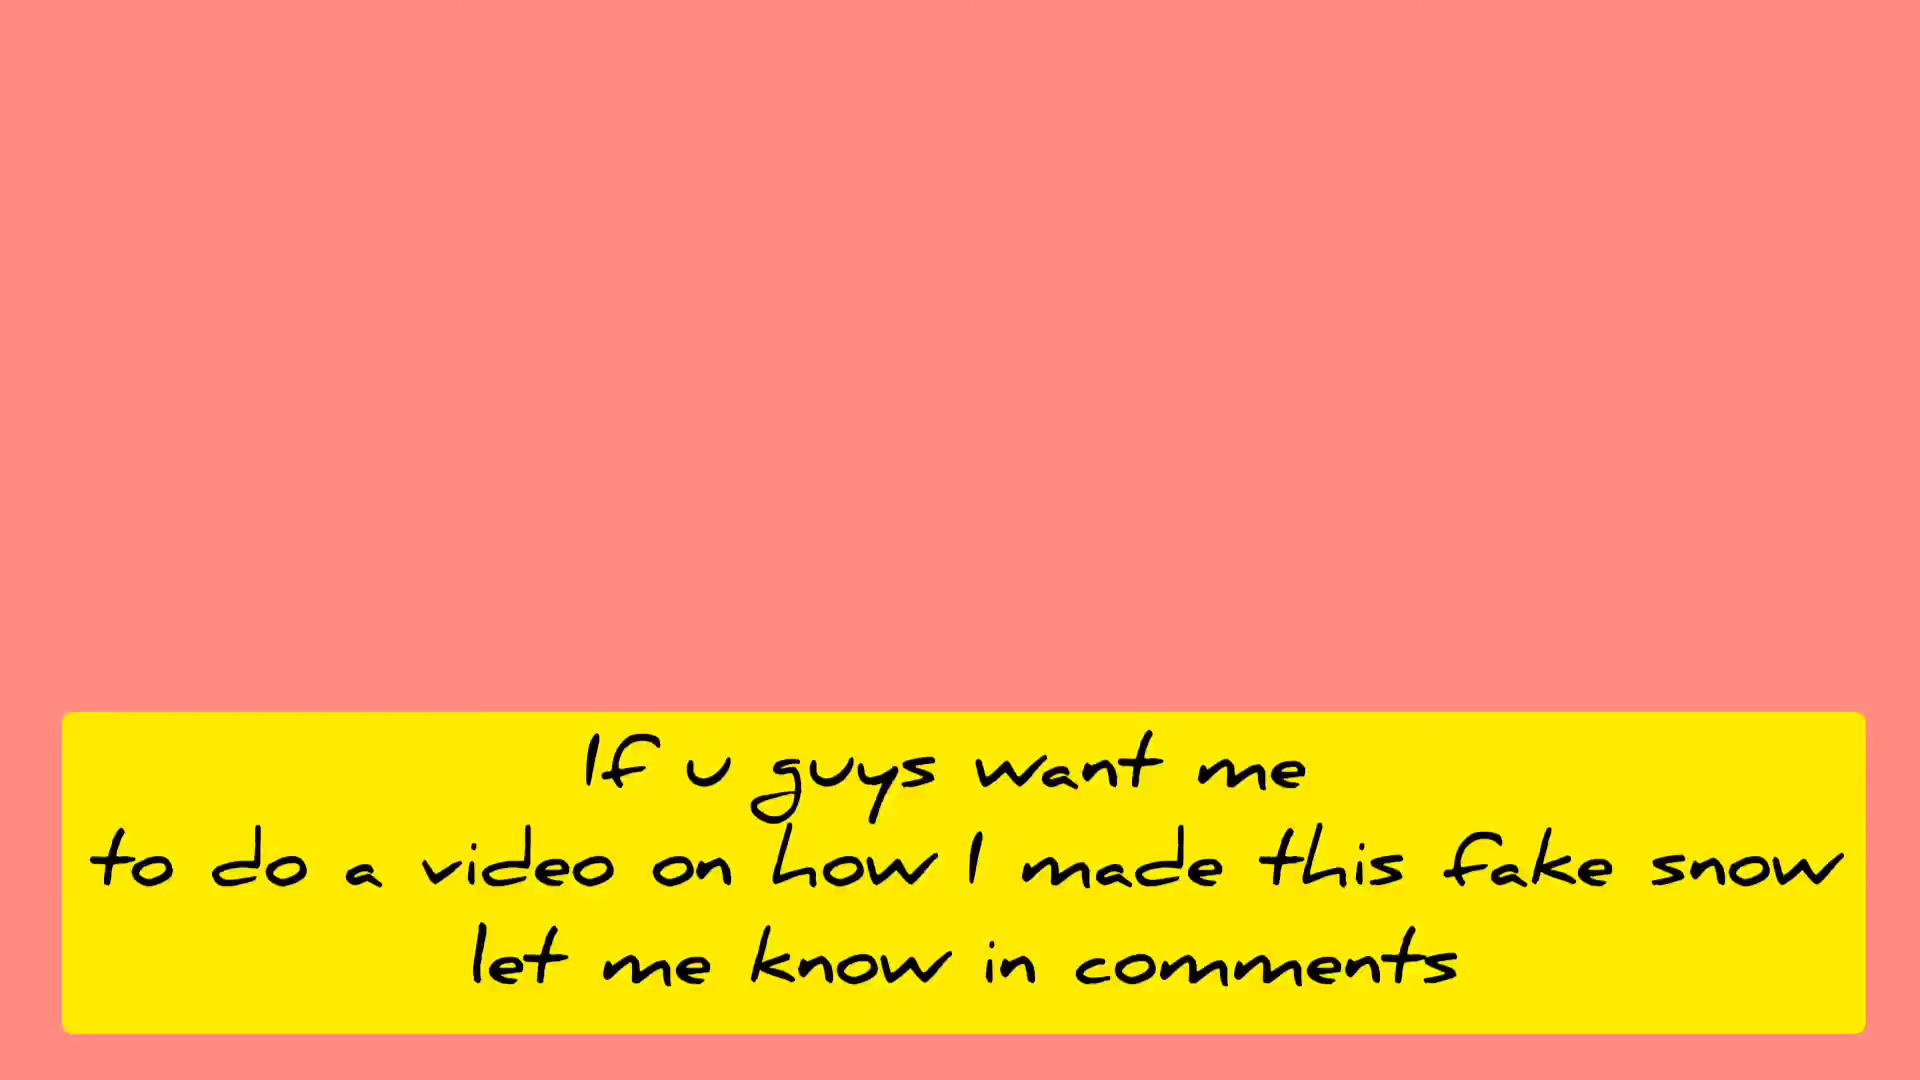 If u guys want me
to do a video on how I made this fake snow
let me know in comments